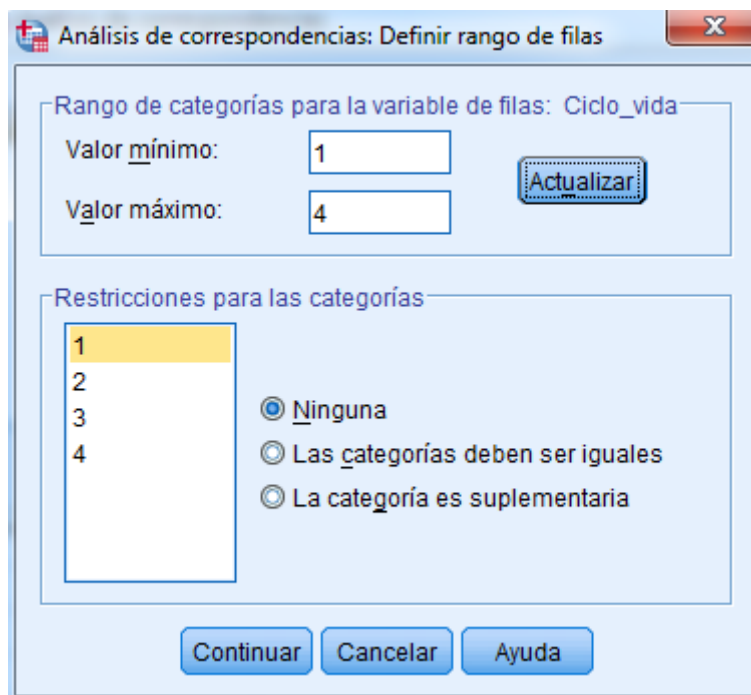 Análisis de correspondencias: Definir rango de filas
Rango de categorías para la variable de filas: Ciclo_vida
Valor mínimo: 1
Actualizar
Valor máximo: 4
Restricciones para las categorías
1
2
3
4
Ninguna
Las categorías deben ser iguales
La categoría es suplementaria
Continuar Cancelar Ayuda